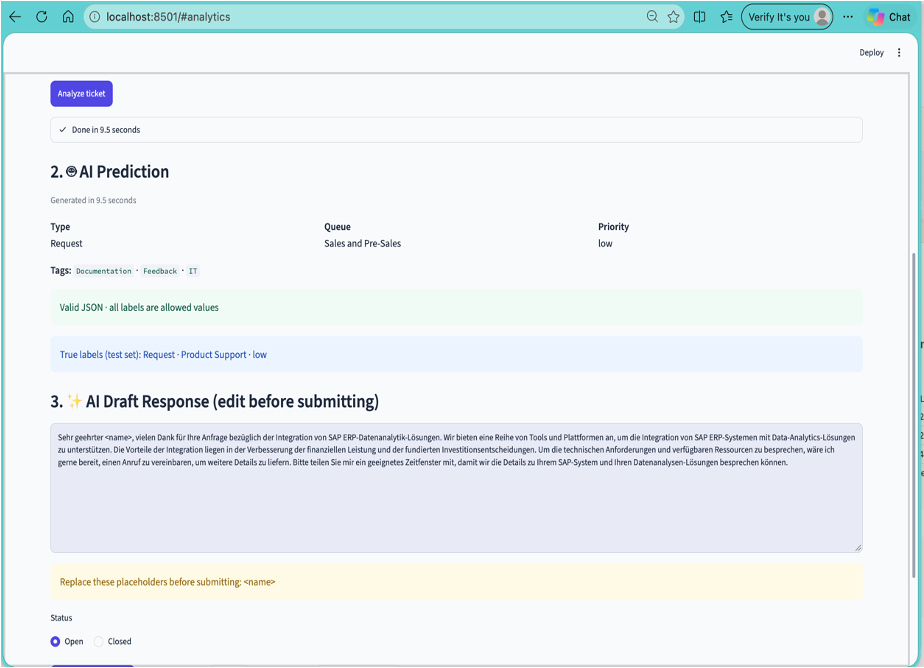 localhost:8501/#analytics
Verify It's you
Chat
Deploy
Analyze ticket
✓ Done in 9.5 seconds
2. AI Prediction
Generated in 9.5 seconds
Type Queue Priority
Request Sales and Pre-Sales low
Tags: Documentation · Feedback · IT
Valid JSON · all labels are allowed values
True labels (test set): Request · Product Support · low
3. ✨ AI Draft Response (edit before submitting)
Sehr geehrter <name>, vielen Dank für Ihre Anfrage bezüglich der Integration von SAP ERP-Datenanalytik-Lösungen. Wir bieten eine Reihe von Tools und Plattformen an, um die Integration von SAP ERP-Systemen mit Data-Analytics-Lösungen
zu unterstützen. Die Vorteile der Integration liegen in der Verbesserung der finanziellen Leistung und der fundierten Investitionsentscheidungen. Um die technischen Anforderungen und verfügbaren Ressourcen zu besprechen, wäre ich
gerne bereit, einen Anruf zu vereinbaren, um weitere Details zu liefern. Bitte teilen Sie mir ein geeignetes Zeitfenster mit, damit wir die Details zu Ihrem SAP-System und Ihren Datenanalysen-Lösungen besprechen können.
Replace these placeholders before submitting: <name>
Status
Open Closed